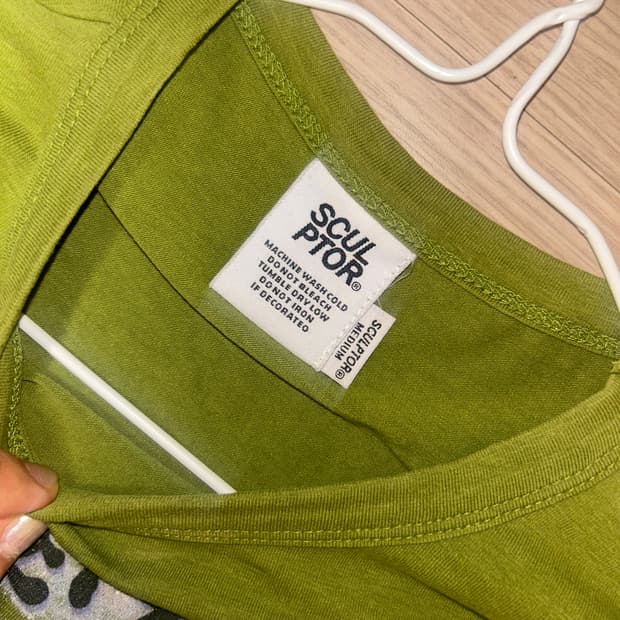 SCUL
PTOR®
MACHINE WASH COLD
DO NOT BLEACH
TUMBLE DRY LOW
DO NOT IRON
IF DECORATED
SCULPTOR®
MEDIUM